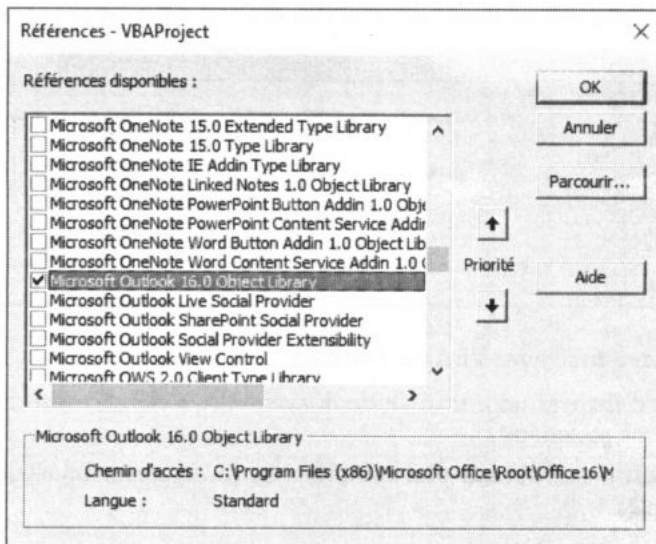 Références - VBAProject
Références disponibles :
OK
Annuler
Parcourir...
Aide
Priorité
Microsoft OneNote 15.0 Extended Type Library
Microsoft OneNote 15.0 Type Library
Microsoft OneNote IE Addin Type Library
Microsoft OneNote Linked Notes 1.0 Object Library
Microsoft OneNote PowerPoint Button Addin 1.0 Obje
Microsoft OneNote PowerPoint Content Service Addir
Microsoft OneNote Word Button Addin 1.0 Object Lib
Microsoft OneNote Word Content Service Addin 1.0 (
Microsoft Outlook 16.0 Object Library
Microsoft Outlook Live Social Provider
Microsoft Outlook SharePoint Social Provider
Microsoft Outlook Social Provider Extensibility
Microsoft Outlook View Control
Microsoft OWS 2.0 Client Type Library
Microsoft Outlook 16.0 Object Library
Chemin d'accès : C:\Program Files (x86)\Microsoft Office\Root\Office16\M
Langue : Standard